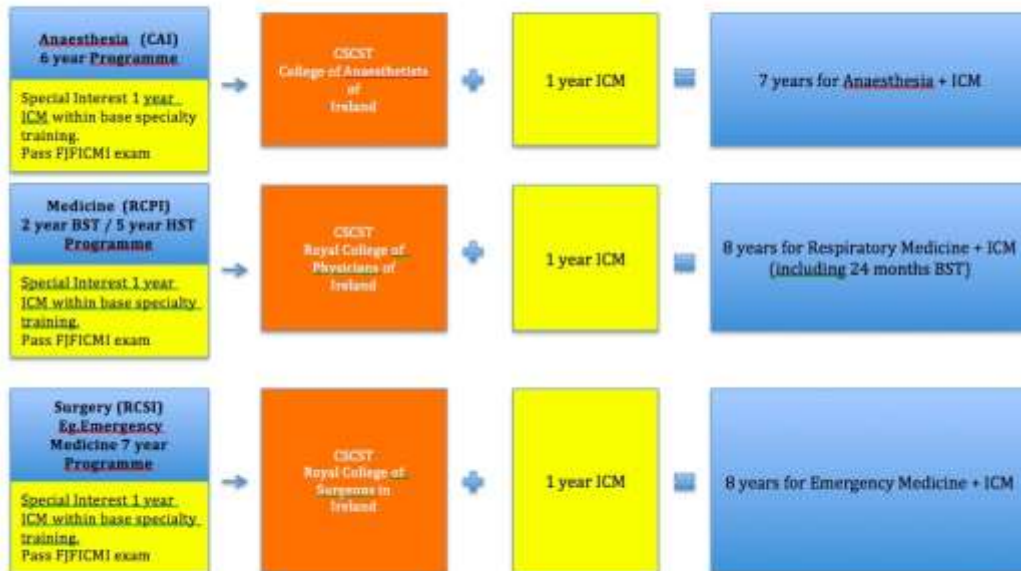 Anaesthesia (CAI)
6 year Programme
Special Interest 1 year
ICM within base specialty
training.
Pass FJFICMI exam
CSCST
College of Anaesthetists
of
Ireland
1 year ICM
7 years for Anaesthesia + ICM
Medicine (RCPI)
2 year BST / 5 year HST
Programme
Special Interest 1 year
ICM within base specialty
training.
Pass FJFICMI exam
CSCST
Royal College of
Physicians of
Ireland
1 year ICM
8 years for Respiratory Medicine + ICM
(including 24 months BST)
Surgery (RCSI)
Eg.Emergency
Medicine 7 year
Programme
Special Interest 1 year
ICM within base specialty
training.
Pass FJFICMI exam
CSCST
Royal College of
Surgeons in
Ireland
1 year ICM
8 years for Emergency Medicine + ICM